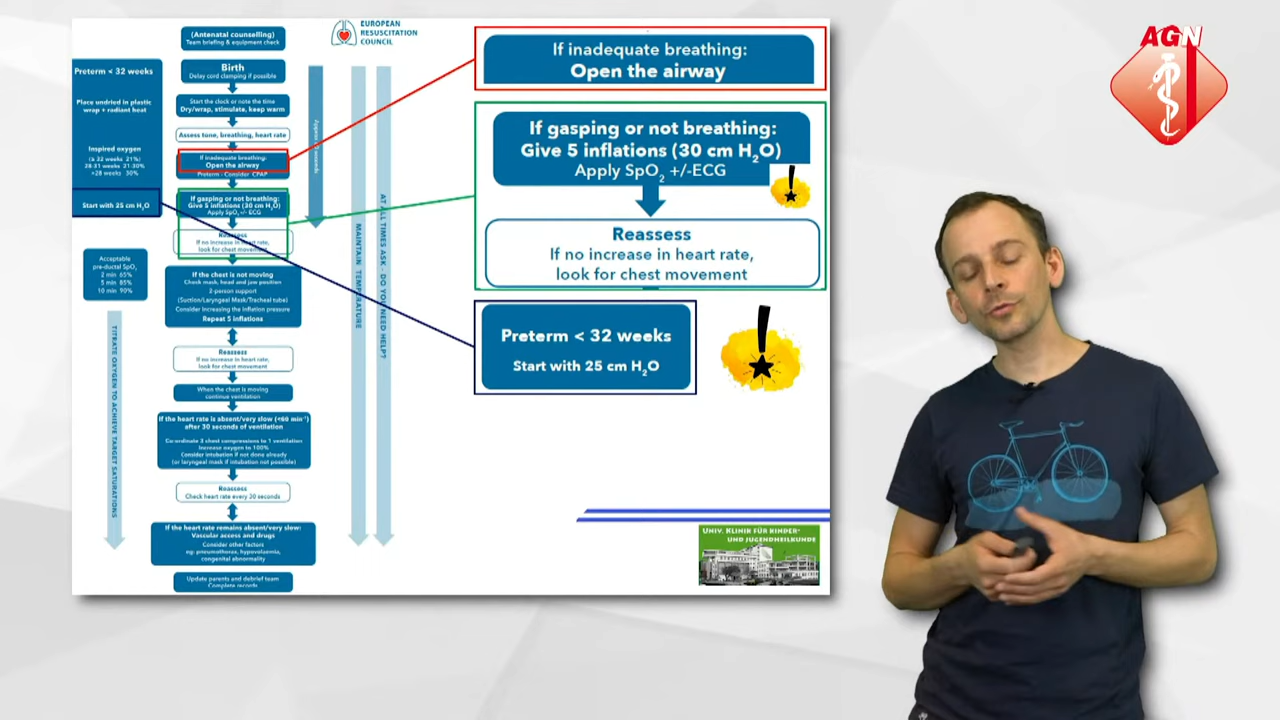 (Antenatal counselling)
Team briefing & equipment check
EUROPEAN
RESUSCITATION
COUNCIL
Preterm < 32 weeks
Place undried in plastic
wrap + radiant heat
Inspired oxygen
28-31 weeks 21-30%
<28 weeks 30%
Start with 25 cm H₂O
Acceptable
pre-ductal SpO₂
2 min 65%
5 min 85%
10 min 90%
TITRATE OXYGEN TO ACHIEVE TARGET SATURATIONS
Birth
Delay cord clamping if possible
Start the clock or note the time
Dry/wrap, stimulate, keep warm
Assess tone, breathing, heart rate
If inadequate breathing:
Open the airway
Preterm - Consider CPAP
If gasping or not breathing:
Give 5 inflations (30 cm H₂O)
Apply SpO₂ +/- ECG
Reassess
If no increase in heart rate,
look for chest movement
If the chest is not moving
Check mask, head and jaw position
2-person support
(Suction/Laryngeal Mask/Tracheal tube)
Consider increasing the inflation pressure
Repeat 5 inflations
Reassess
If no increase in heart rate,
look for chest movement
When the chest is moving
continue ventilation
If the heart rate is absent/very slow (<60 min⁻¹)
after 30 seconds of ventilation
Co-ordinate 3 chest compressions to 1 ventilation
Increase oxygen to 100%
Consider intubation if not done already
(or laryngeal mask if intubation not possible)
Reassess
Check heart rate every 30 seconds
If the heart rate remains absent/very slow:
Vascular access and drugs
Consider other factors
eg: pneumothorax, hypovolaemia,
congenital abnormality
Update parents and debrief team
Complete records
MAINTAIN TEMPERATURE
AT ALL TIMES ASK - DO YOU NEED HELP?
If inadequate breathing:
Open the airway
If gasping or not breathing:
Give 5 inflations (30 cm H₂O)
Apply SpO₂ +/-ECG
Reassess
If no increase in heart rate,
look for chest movement
Preterm < 32 weeks
Start with 25 cm H₂O
UNIV. KLINIK FÜR KINDER-
UND JUGENDHEILKUNDE
AGN